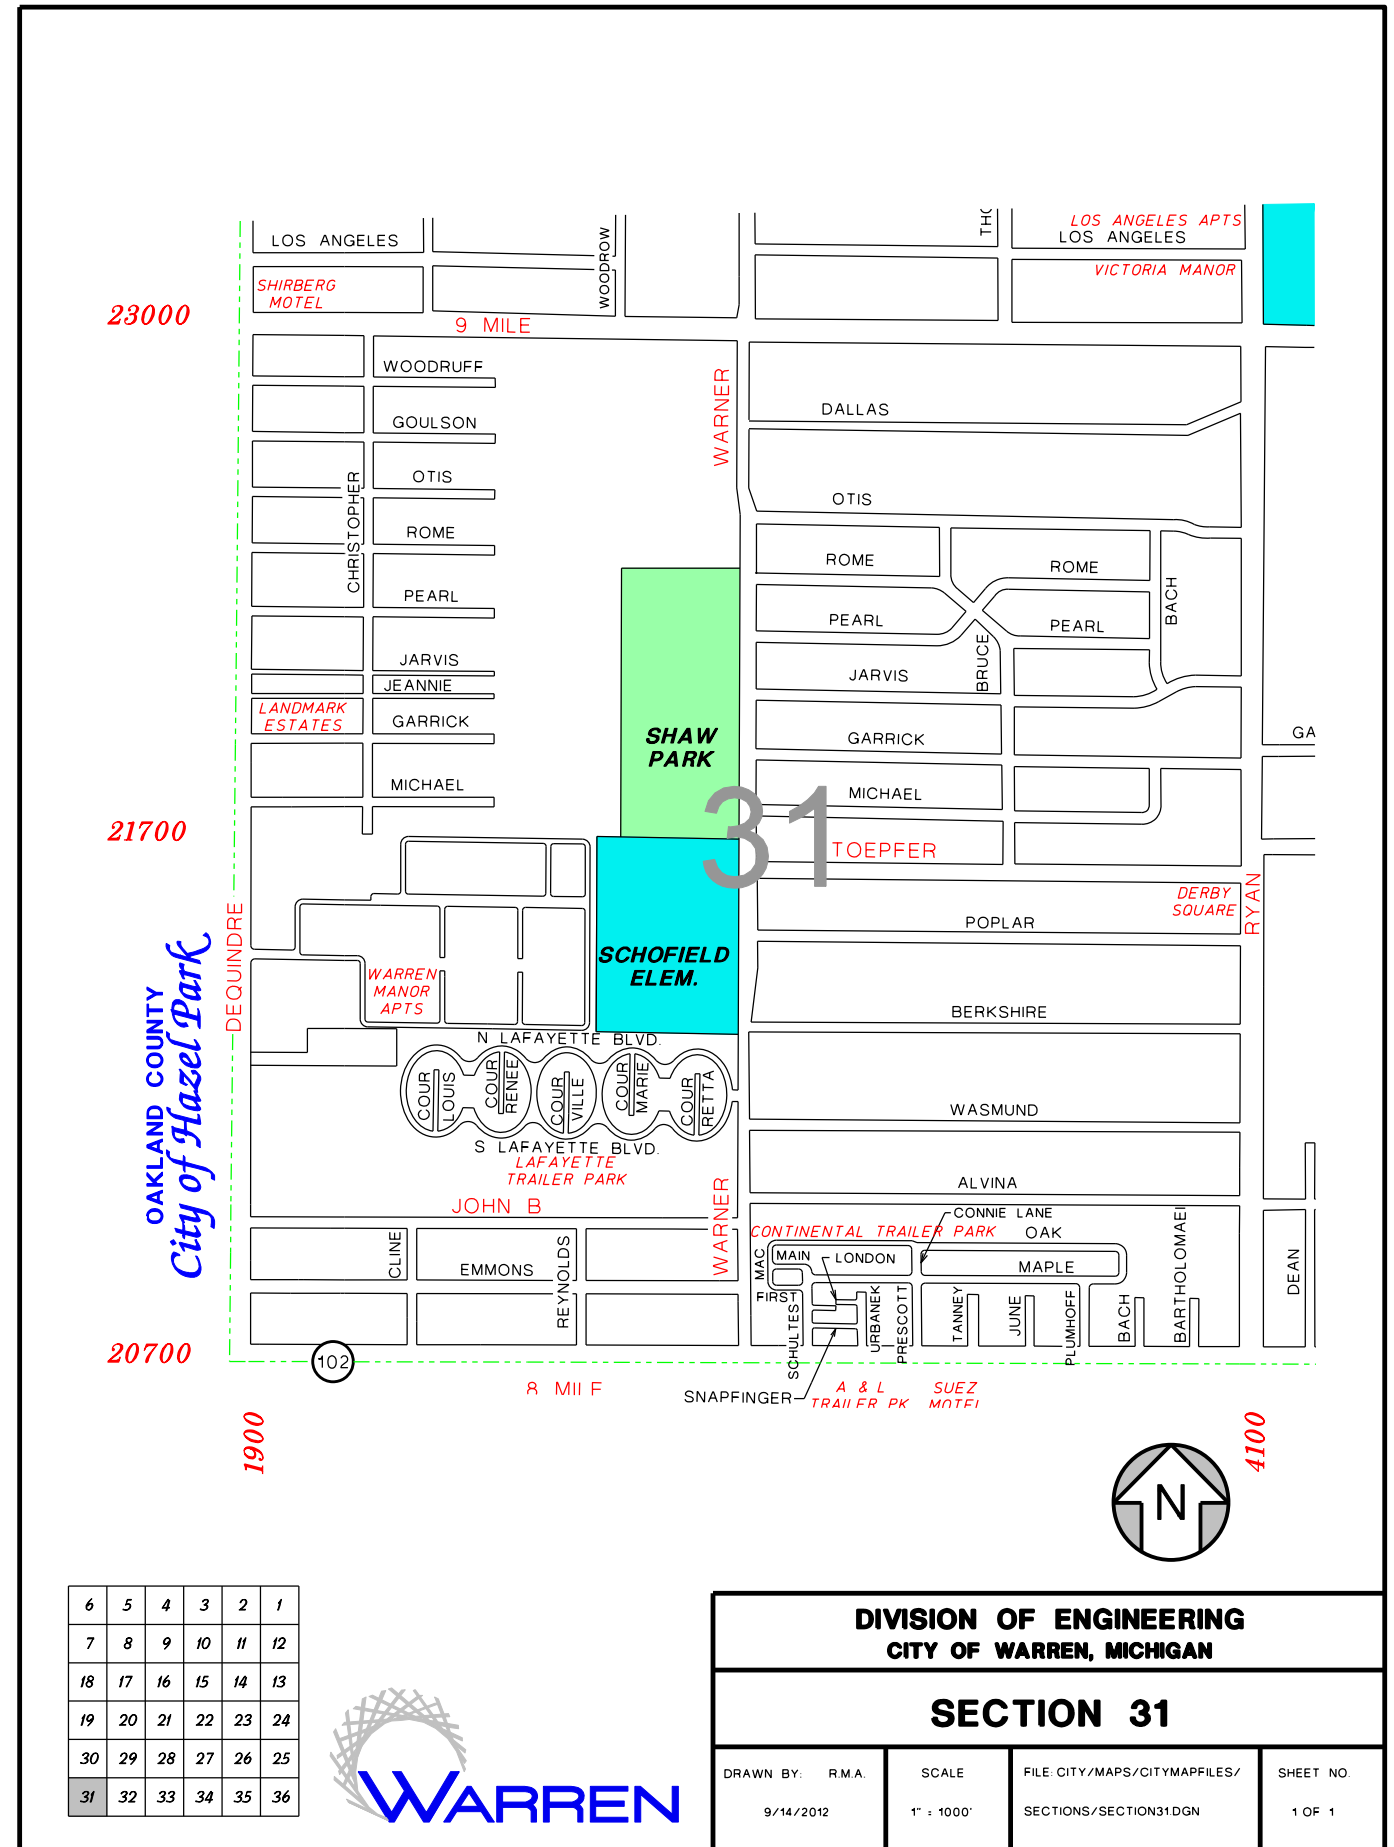 LOS ANGELES
WOODROW
LOS ANGELES APTS
LOS ANGELES
SHIRBERG
MOTEL
VICTORIA MANOR
23000
9 MILE
WOODRUFF
WARNER
DALLAS
GOULSON
OTIS
OTIS
CHRISTOPHER
ROME
ROME
ROME
PEARL
BACH
PEARL
PEARL
JARVIS
BRUCE
JARVIS
JEANNIE
LANDMARK
ESTATES
GARRICK
SHAW
PARK
GARRICK
GA
MICHAEL
MICHAEL
31
21700
TOEPFER
DERBY
SQUARE
RYAN
POPLAR
DEQUINDRE
OAKLAND COUNTY
City of Hazel Park
SCHOFIELD
ELEM.
WARREN
MANOR
APTS
BERKSHIRE
N LAFAYETTE BLVD.
COUR
LOUIS
COUR
RENEE
COUR
VILLE
COUR
MARIE
COUR
RETTA
WASMUND
S LAFAYETTE BLVD.
LAFAYETTE
TRAILER PARK
ALVINA
JOHN B
WARNER
CONNIE LANE
CONTINENTAL TRAILER PARK
OAK
BARTHOLOMAEI
CLINE
EMMONS
REYNOLDS
MAC
MAIN
LONDON
MAPLE
DEAN
FIRST
SCHULTEST
URBANEK
PRESCOTT
TANNEY
JUNE
PLUMHOFF
BACH
20700
102
8 MILE
SNAPFINGER
A & L
TRAILER PK
SUEZ
MOTEL
1900
4100
N
6 5 4 3 2 1
7 8 9 10 11 12
18 17 16 15 14 13
19 20 21 22 23 24
30 29 28 27 26 25
31 32 33 34 35 36
WARREN
DIVISION OF ENGINEERING
CITY OF WARREN, MICHIGAN
SECTION 31
DRAWN BY: R.M.A.
9/14/2012
SCALE
1" = 1000'
FILE: CITY/MAPS/CITYMAPFILES/
SECTIONS/SECTION31.DGN
SHEET NO.
1 OF 1